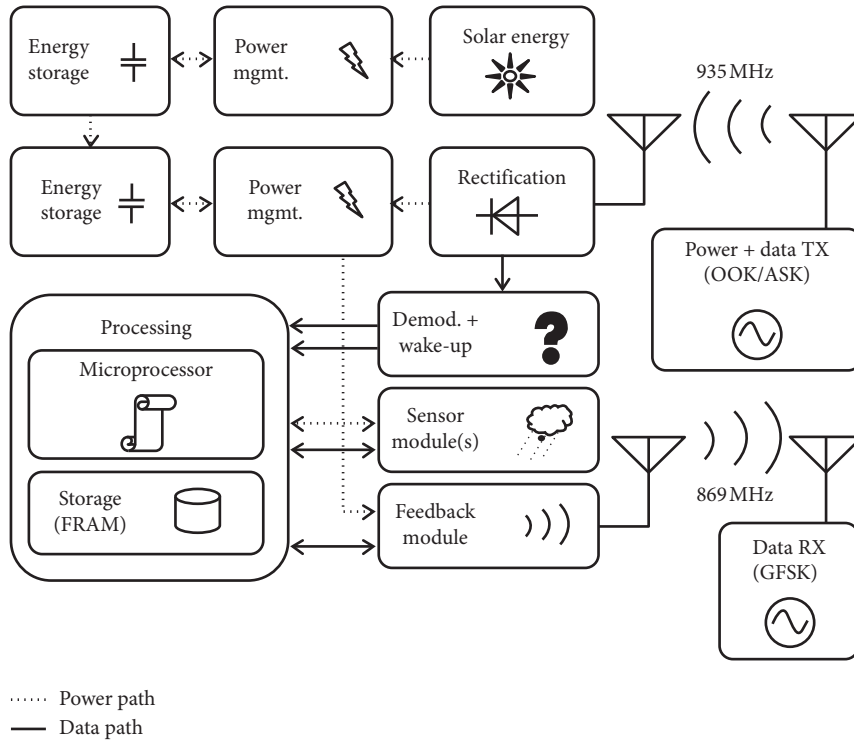 Energy
storage
Power
mgmt.
Solar energy
935 MHz
Energy
storage
Power
mgmt.
Rectification
Power + data TX
(OOK/ASK)
Processing
Demod. +
wake-up
?
Microprocessor
Sensor
module(s)
Storage
(FRAM)
Feedback
module
869 MHz
Data RX
(GFSK)
Power path
Data path